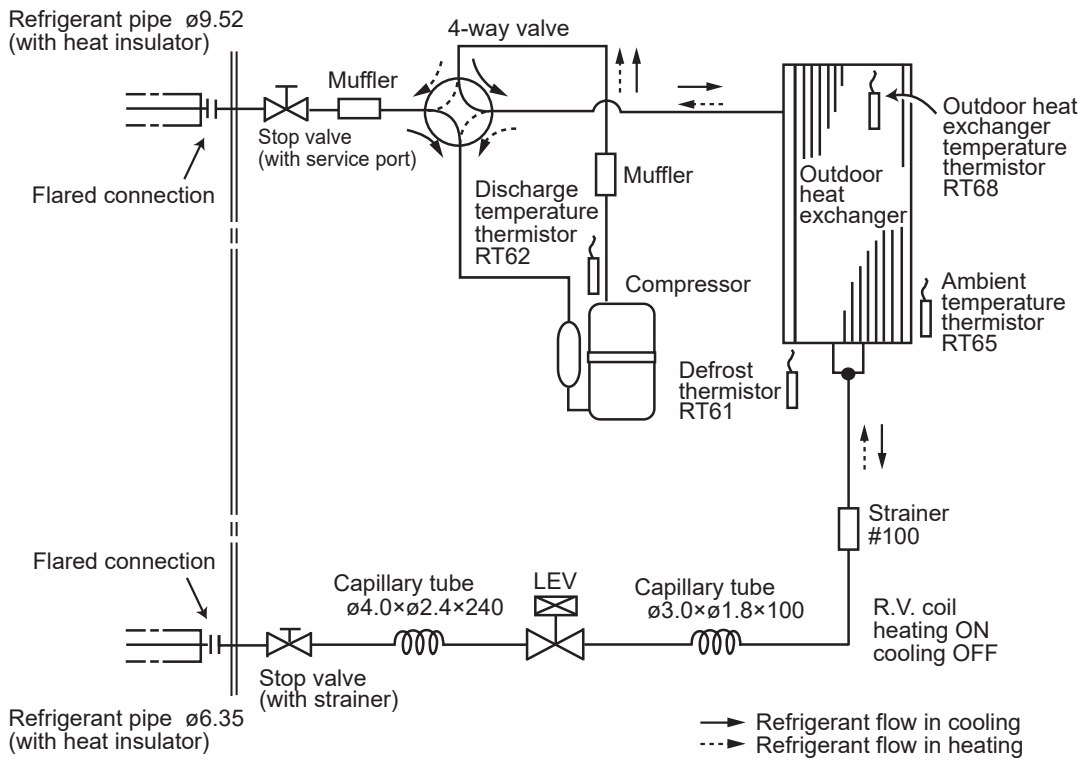 Refrigerant pipe ø9.52
(with heat insulator)
4-way valve
Muffler
Stop valve
(with service port)
Flared connection
Outdoor heat
exchanger
temperature
thermistor
RT68
Outdoor
heat
exchanger
Muffler
Discharge
temperature
thermistor
RT62
Compressor
Ambient
temperature
thermistor
RT65
Defrost
thermistor
RT61
Strainer
#100
Flared connection
Capillary tube
ø4.0×ø2.4×240
LEV
Capillary tube
ø3.0×ø1.8×100
R.V. coil
heating ON
cooling OFF
Stop valve
(with strainer)
Refrigerant pipe ø6.35
(with heat insulator)
Refrigerant flow in cooling
Refrigerant flow in heating